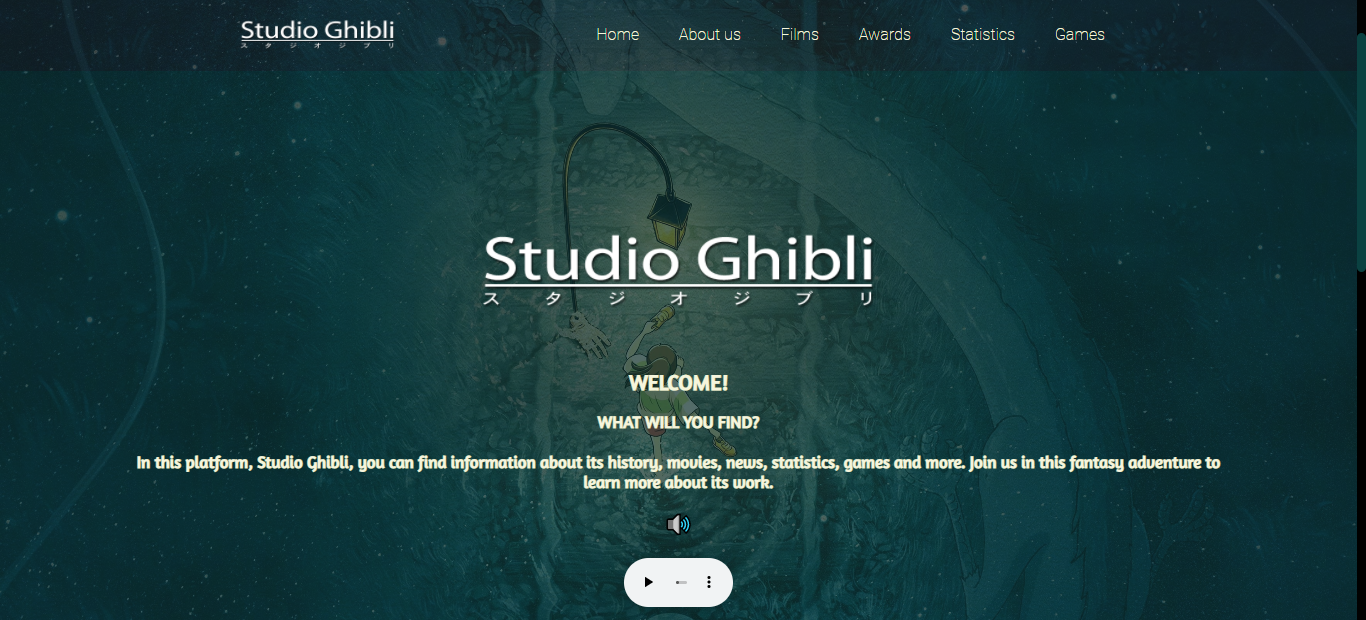 Studio Ghibli
スタジオジブリ
Home About us Films Awards Statistics Games
Studio Ghibli
スタジオジブリ
WELCOME!
WHAT WILL YOU FIND?
In this platform, Studio Ghibli, you can find information about its history, movies, news, statistics, games and more. Join us in this fantasy adventure to
learn more about its work.